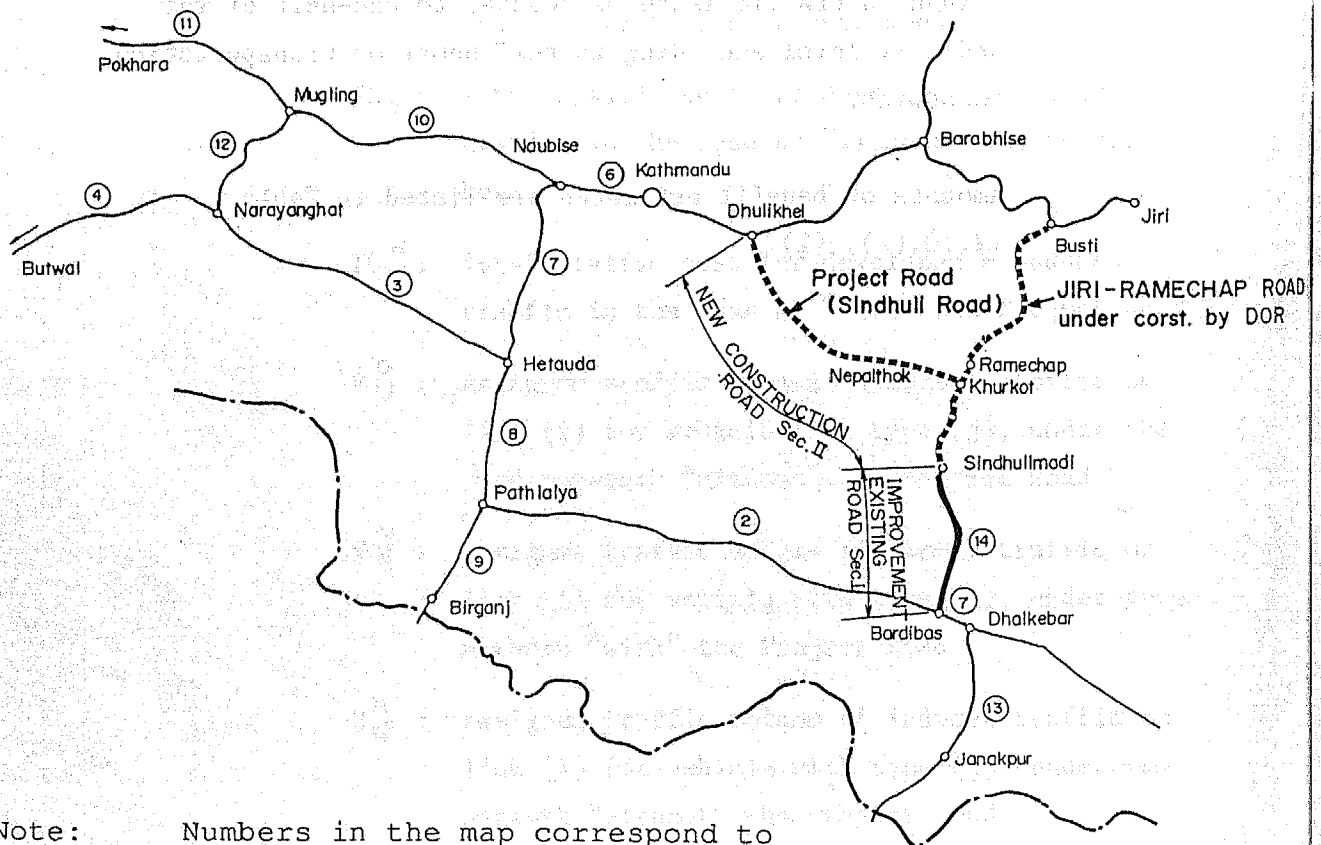 11
Pokhara
Mugling
10
12
Naubise
Kathmandu
6
Barabhise
4
Narayanghat
Dhulikhel
Jiri
Busti
Butwal
7
3
Project Road
(Sindhuli Road)
JIRI-RAMECHAP ROAD
under corst. by DOR
NEW CONSTRUCTION
ROAD Sec.II
Hetauda
Ramechap
Nepalthok
Khurkot
8
Sindhulimadi
Pathlalya
2
IMPROVEMENT
EXISTING
ROAD Sec.I
14
9
Birganj
7
Dhalkebar
Bardibas
13
Janakpur
Note: Numbers in the map correspond to